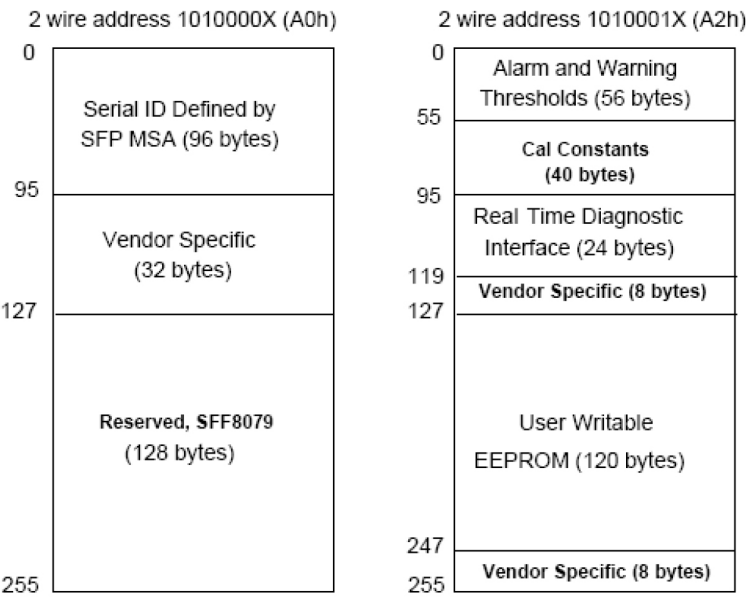 2 wire address 1010000X (A0h)
0
Serial ID Defined by
SFP MSA (96 bytes)
95
Vendor Specific
(32 bytes)
127
Reserved, SFF8079
(128 bytes)
255
2 wire address 1010001X (A2h)
0
Alarm and Warning
Thresholds (56 bytes)
55
Cal Constants
(40 bytes)
95
Real Time Diagnostic
Interface (24 bytes)
119
Vendor Specific (8 bytes)
127
User Writable
EEPROM (120 bytes)
247
Vendor Specific (8 bytes)
255